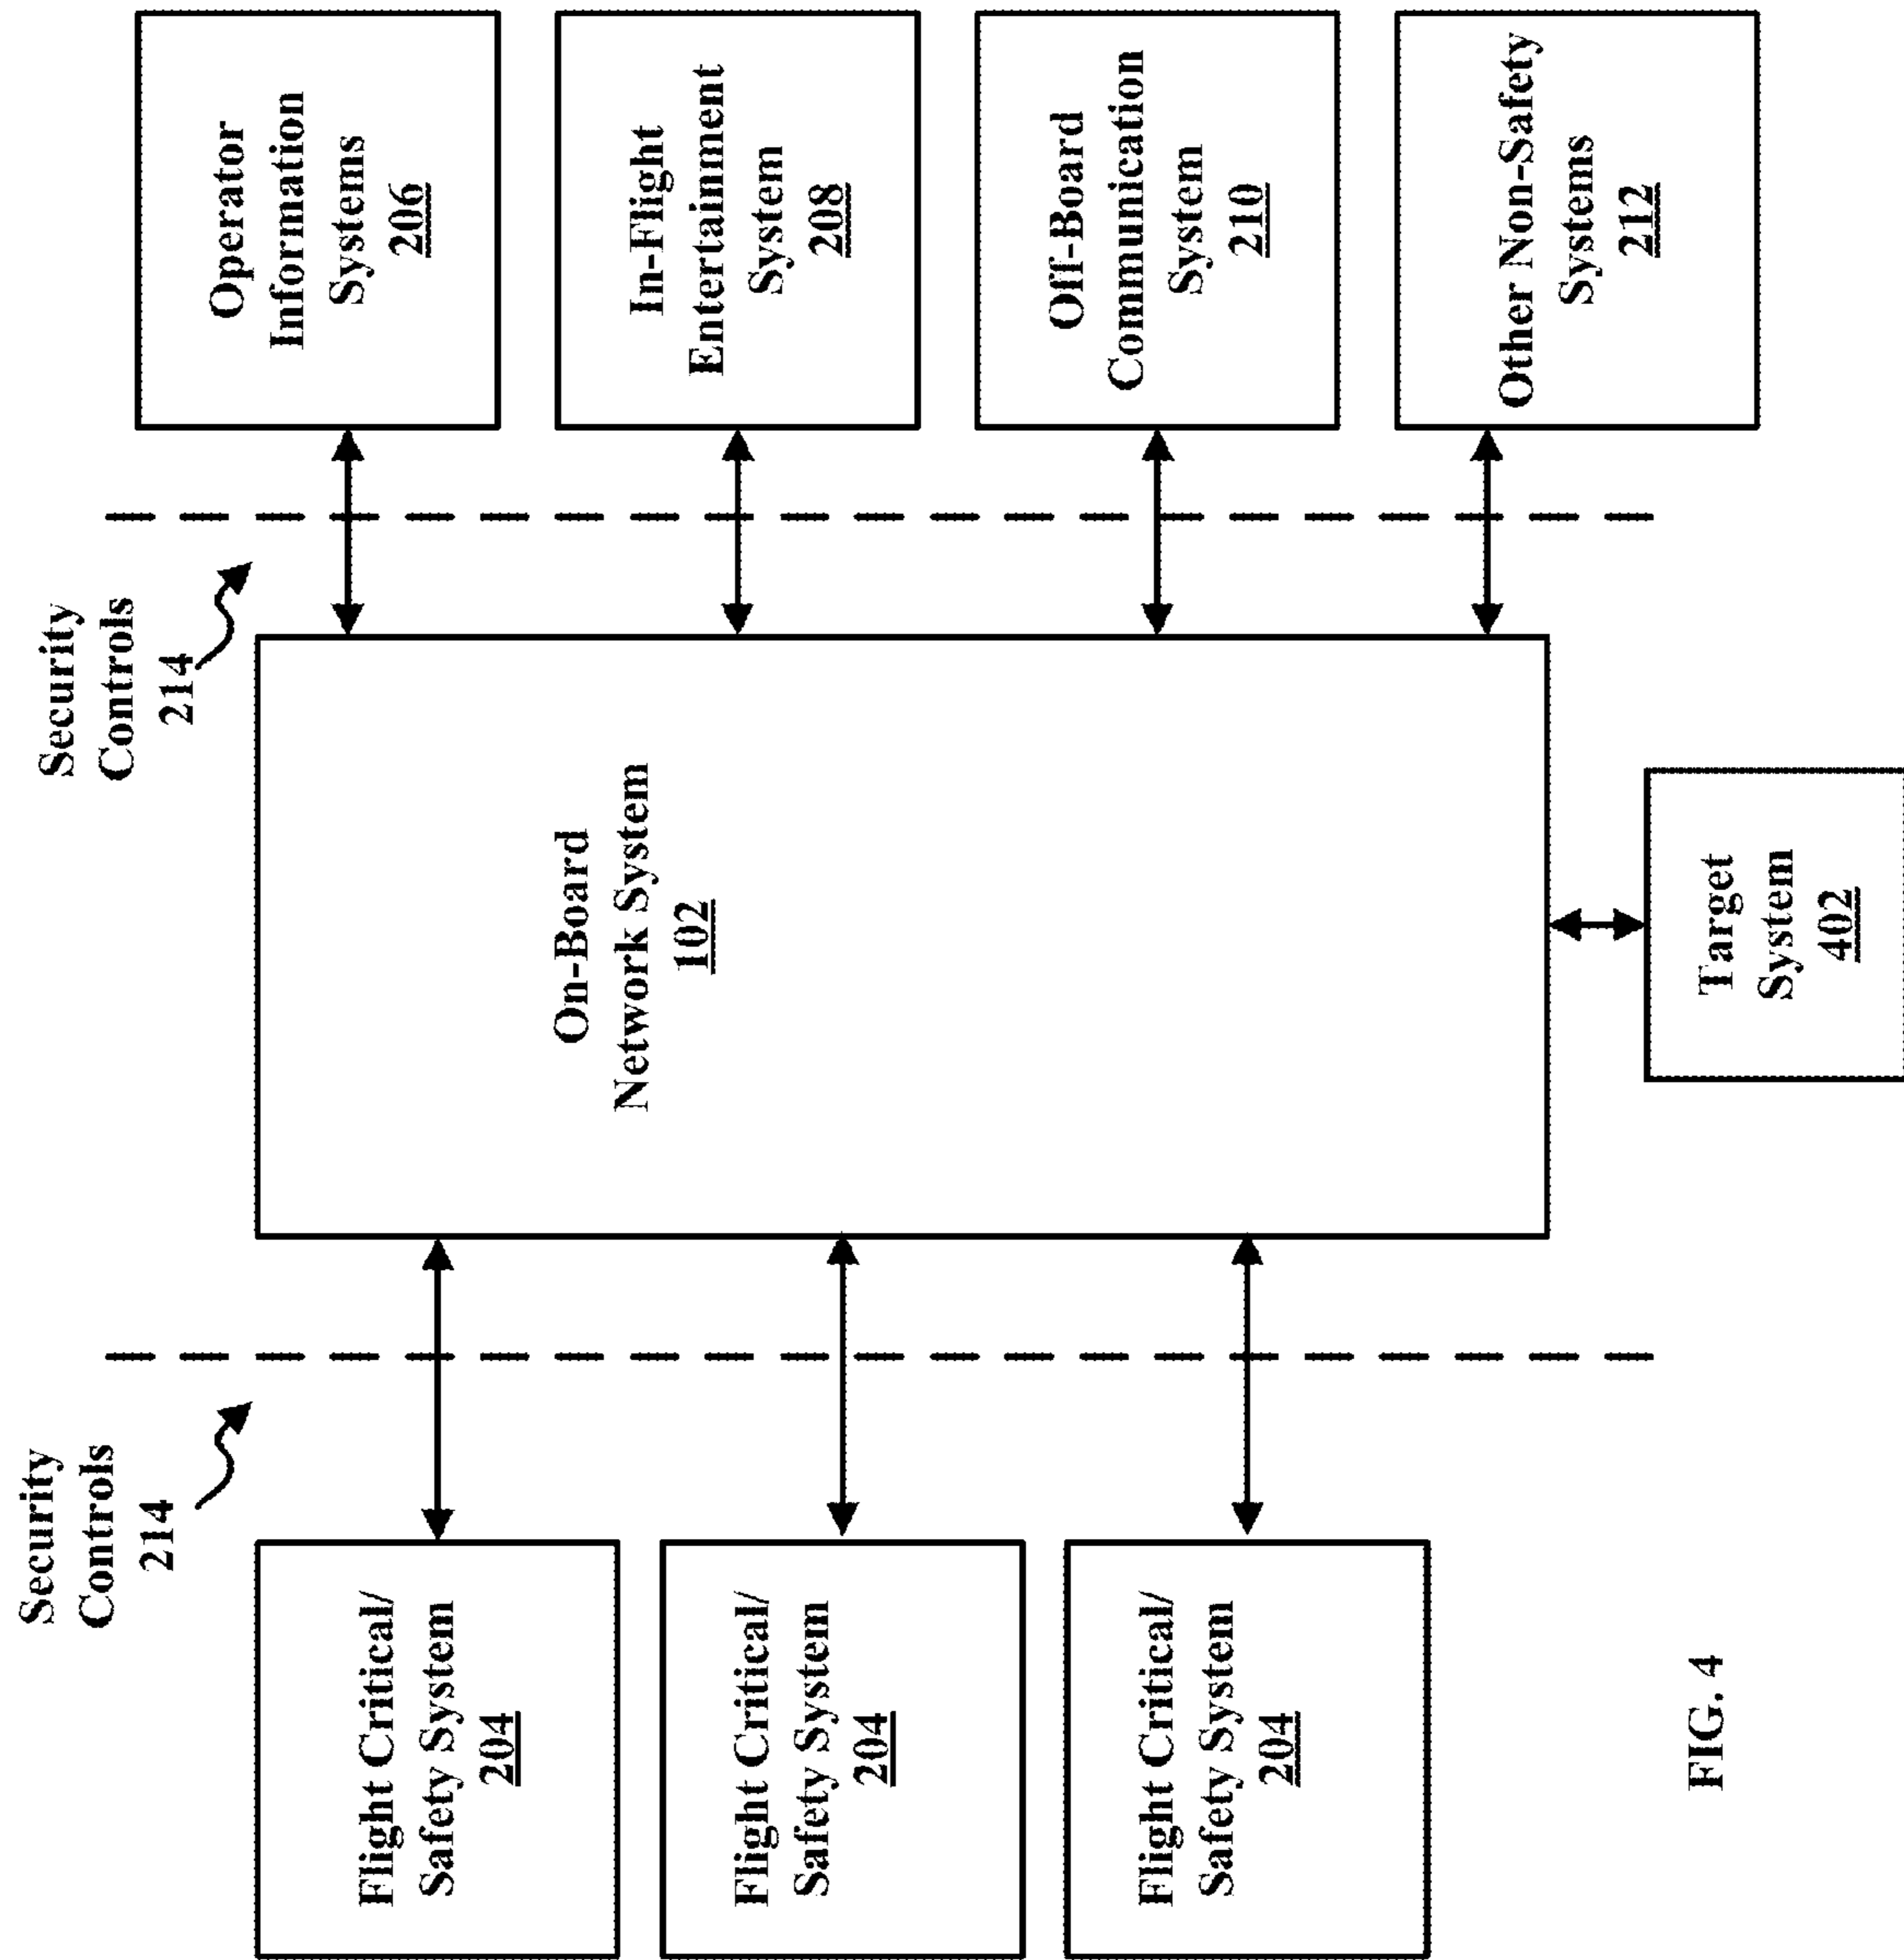 Security
Controls
214
Security
Controls
214
Flight Critical/
Safety System
204
Flight Critical/
Safety System
204
Flight Critical/
Safety System
204
On-Board
Network System
102
Operator
Information
Systems
206
In-Flight
Entertainment
System
208
Off-Board
Communication
System
210
Other Non-Safety
Systems
212
Target
System
402
FIG. 4